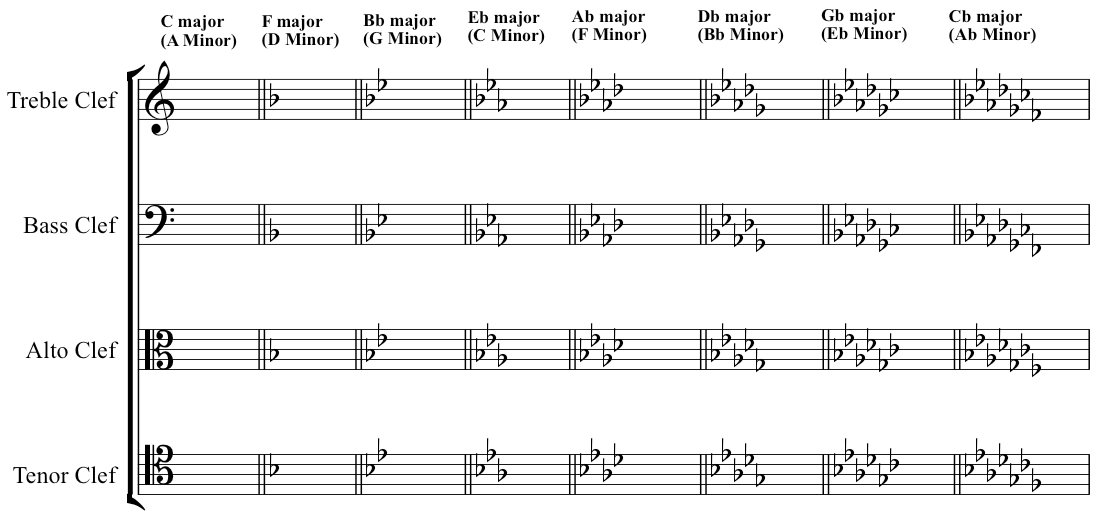 C major
(A Minor)
F major
(D Minor)
Bb major
(G Minor)
Eb major
(C Minor)
Ab major
(F Minor)
Db major
(Bb Minor)
Gb major
(Eb Minor)
Cb major
(Ab Minor)
Treble Clef
Bass Clef
Alto Clef
Tenor Clef